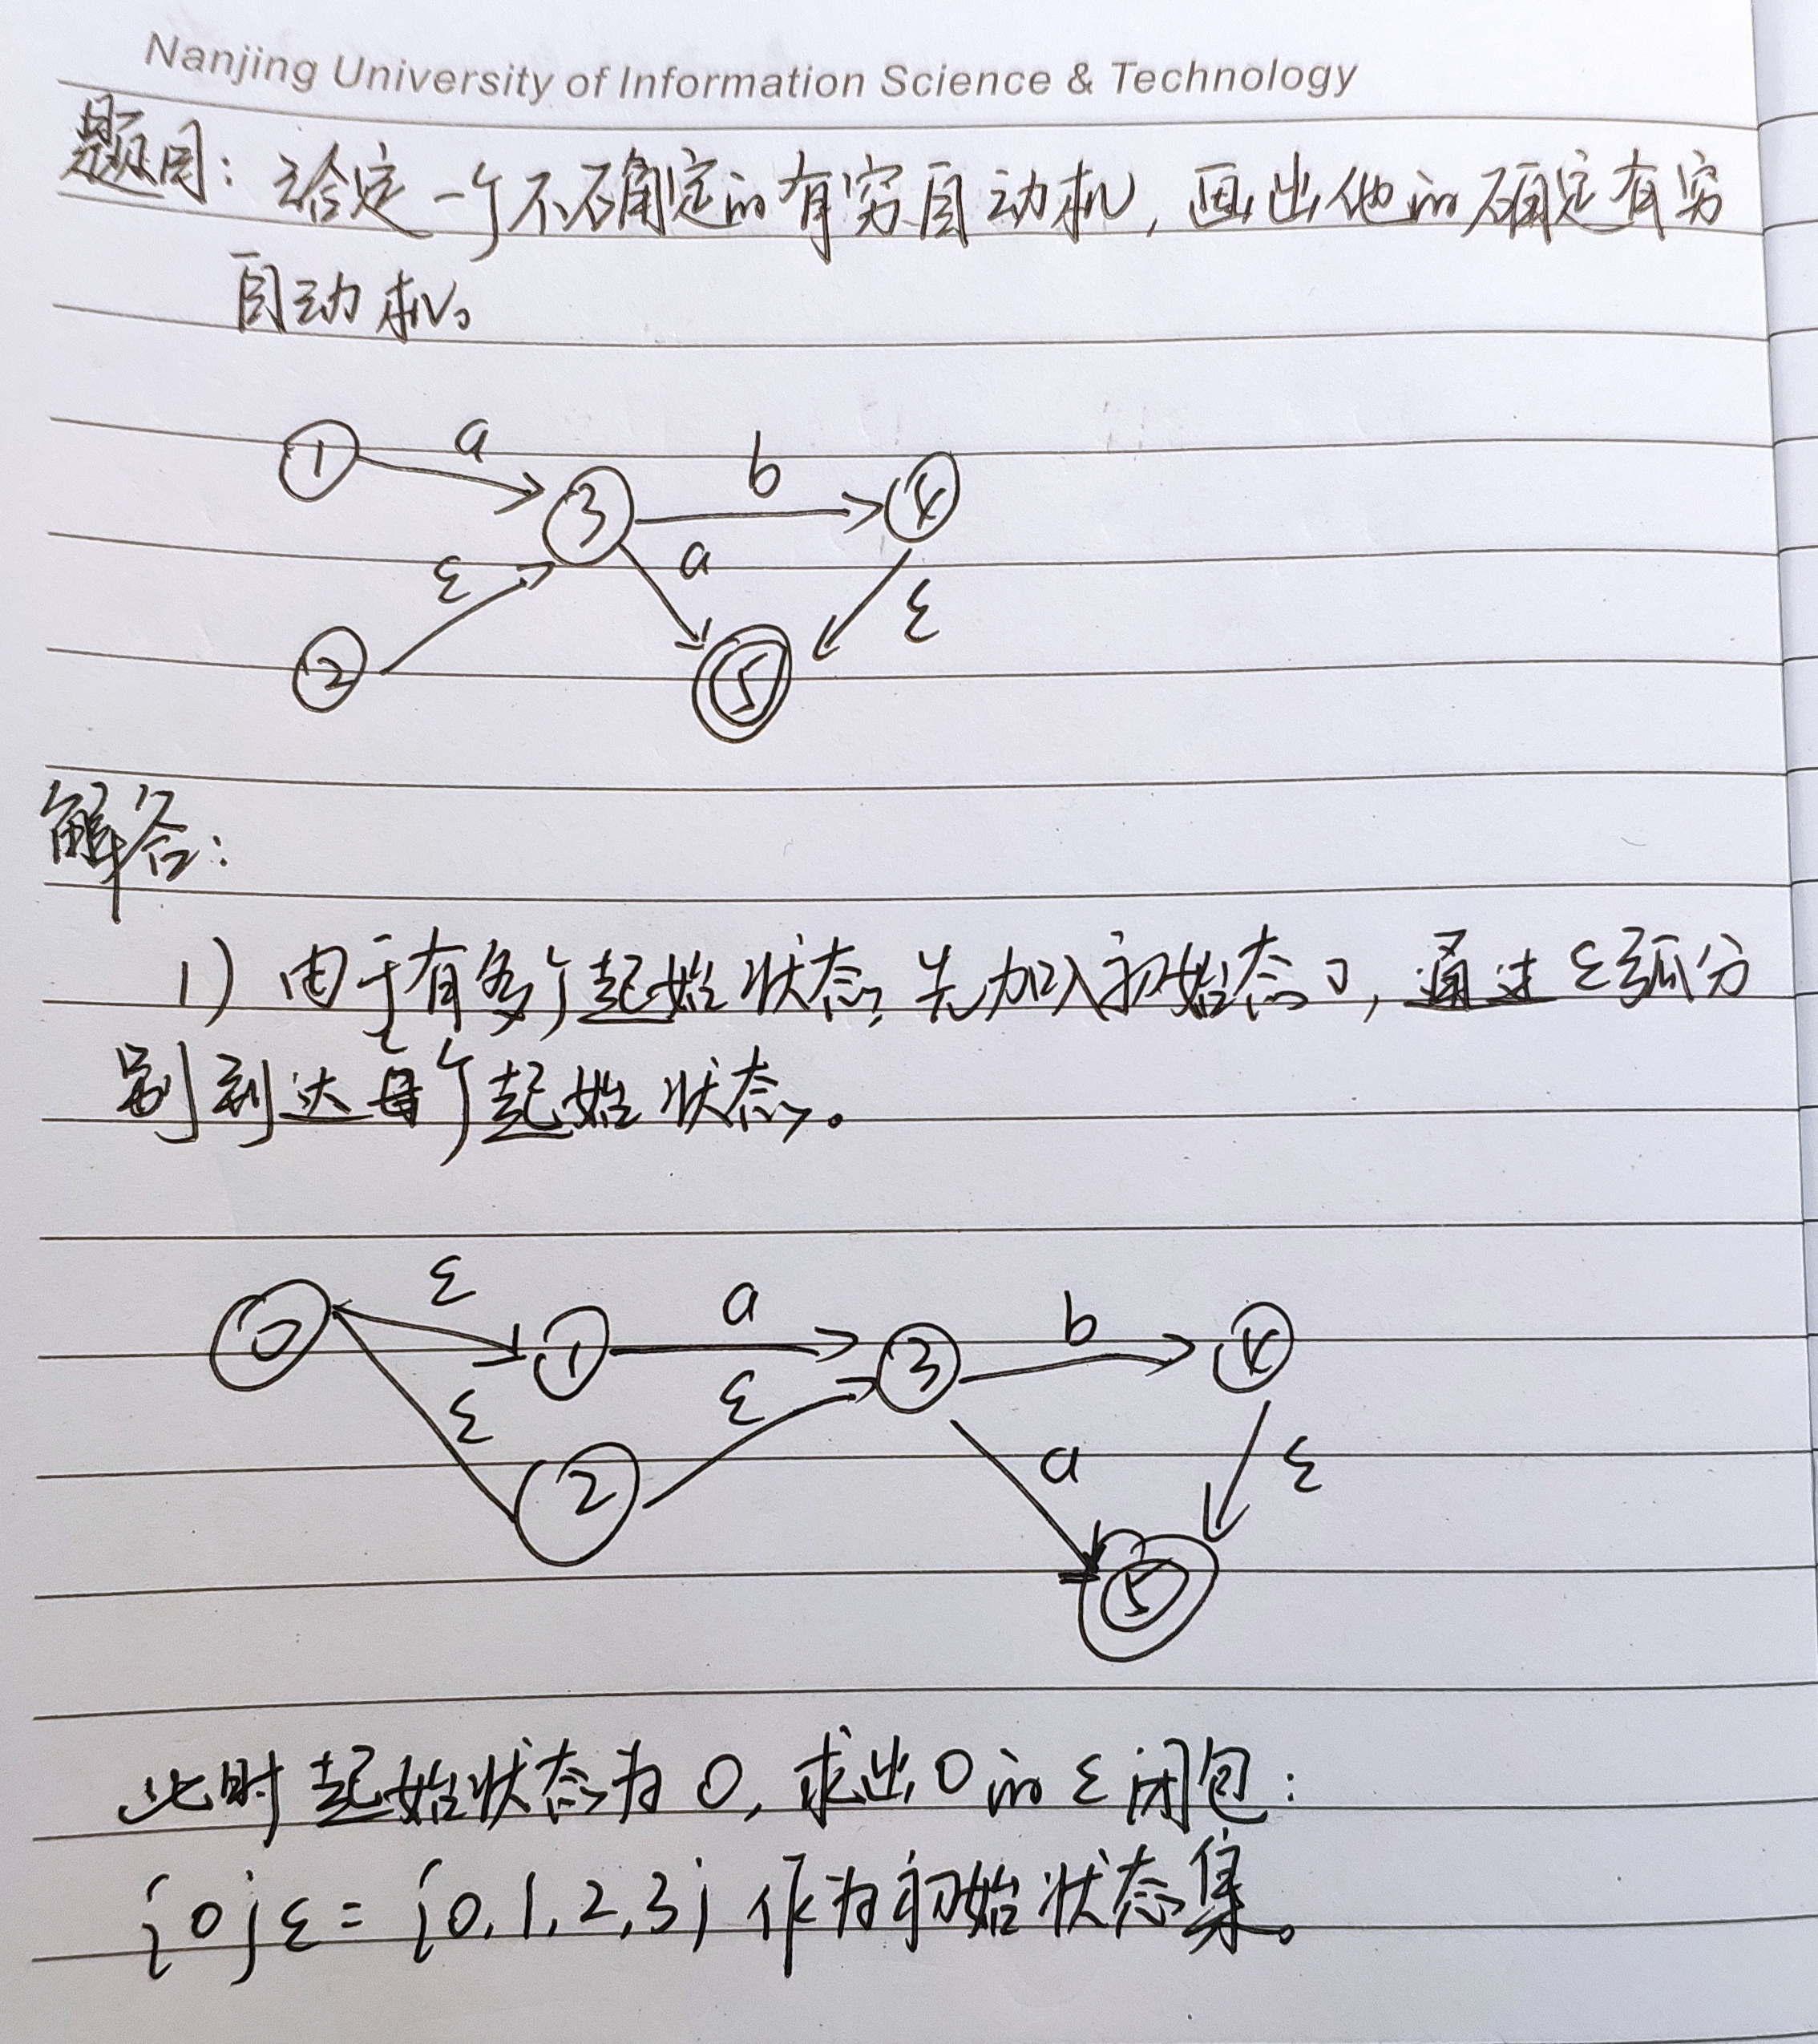 Nanjing University of Information Science & Technology
题目：给定一个不确定的有穷自动机，画出他的确定有穷
自动机。
1 a 3 b 4
ε a ε
2 5
解答：
1) 由于有多个起始状态，先加入初始态0，通过ε弧分
别到达每个起始状态。
0 ε 1 a 3 b 4
ε 2 ε a ε
5
此时起始状态为0，求出0的ε闭包：
{0}ε={0,1,2,3}作为初始状态集。